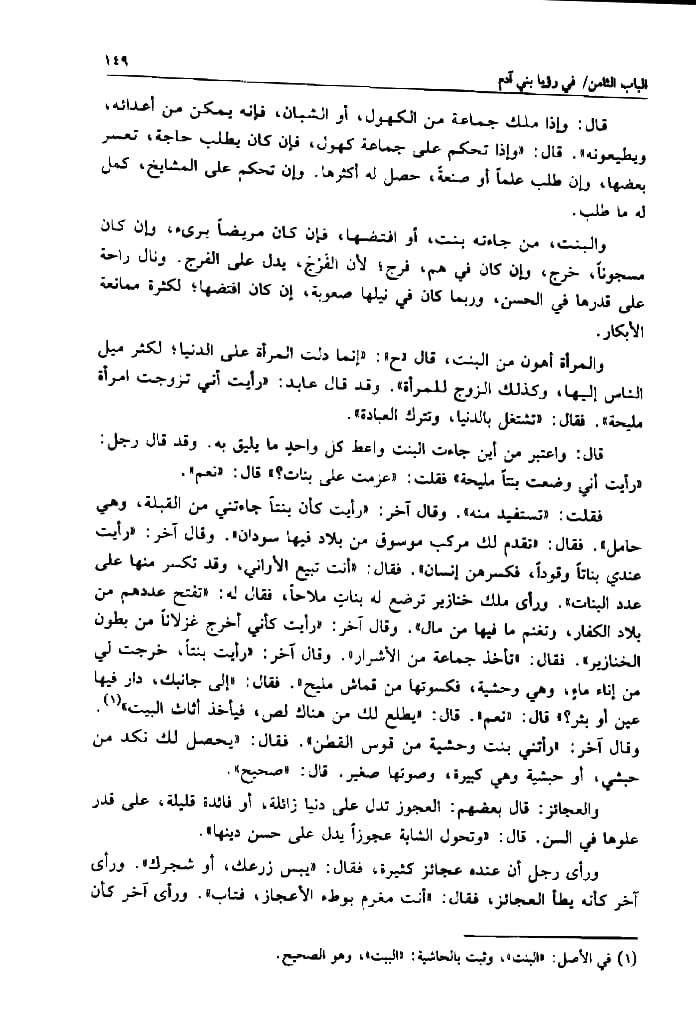 الباب الثامن/ في رؤيا بني آدم
١٤٩
قال: وإذا ملك جماعة من الكهول، أو الشبان، فإنه يمكن من أعدائه،
ويطيعونه». قال: «وإذا تحكم على جماعة كهول، فإن كان يطلب حاجة، تعسر
بعضها، وإن طلب علماً أو صنعةً، حصل له أكثرها. وإن تحكم على المشايخ، كمل
له ما طلب.
والبنت، من جاءته بنت، أو افتضها، فإن كان مريضاً برىء، وإن كان
مسجوناً، خرج، وإن كان في هم، فرج؛ لأن الفَرْجَ، يدل على الفرج. ونال راحة
على قدرها في الحسن، وربما كان في نيلها صعوبة، إن كان افتضها؛ لكثرة ممانعة
الأبكار.
والمرأة أهون من البنت، قال «ح»: «إنما دلت المرأة على الدنيا؛ لكثر ميل
الناس إليها، وكذلك الزوج للمرأة». وقد قال عابد: «رأيت أني تزوجت امرأة
مليحة». فقال: «تشتغل بالدنيا، وتترك العبادة».
قال: واعتبر من أين جاءت البنت واعط كل واحدٍ ما يليق به. وقد قال رجل:
«رأيت أني وضعت بنتاً مليحة» فقلت: «عزمت على بنات؟» قال: «نعم».
فقلت: «تستفيد منه». وقال آخر: «رأيت كأن بنتاً جاءتني من القبلة، وهي
حامل». فقال: «تقدم لك مركب موسوق من بلاد فيها سودان». وقال آخر: «رأيت
عندي بناتاً وقوداً، فكسرهن إنسان». فقال: «أنت تبيع الأراني، وقد تكسر منها على
عدد البنات». ورأى ملك خنازير ترضع له بناتٍ ملاحاً، فقال له: «تفتح عددهم من
بلاد الكفار، وتغنم ما فيها من مال». وقال آخر: «رأيت كأني أخرج غزلاناً من بطون
الخنازير». فقال: «تأخذ جماعة من الأشرار». وقال آخر: «رأيت بنتاً، خرجت لي
من إناء ماءٍ، وهي وحشية، فكسوتها من قماش مليح». فقال: «إلى جانبك، دار فيها
عين أو بئر؟» قال: «نعم». قال: «يطلع لك من هناك لص، فيأخذ أثاث البيت»(١).
وقال آخر: «رأتني بنت وحشية من قوس القطن». فقال: «يحصل لك نكد من
حبشي، أو حبشية وهي كبيرة، وصوتها صغير. قال: «صحيح».
والعجائز: قال بعضهم: العجوز تدل على دنيا زائلة، أو فائدة قليلة، على قدر
علوها في السن. قال: «وتحول الشابة عجوزاً يدل على حسن دينها».
ورأى رجل أن عنده عجائز كثيرة، فقال: «يبس زرعك، أو شجرك». ورأى
آخر كأنه يطأ العجائز، فقال: «أنت مغرم بوطء الأعجاز، فتاب». ورأى آخر كأن
(١) في الأصل: «البنت»، وثبت بالحاشية: «البيت»، وهو الصحيح.